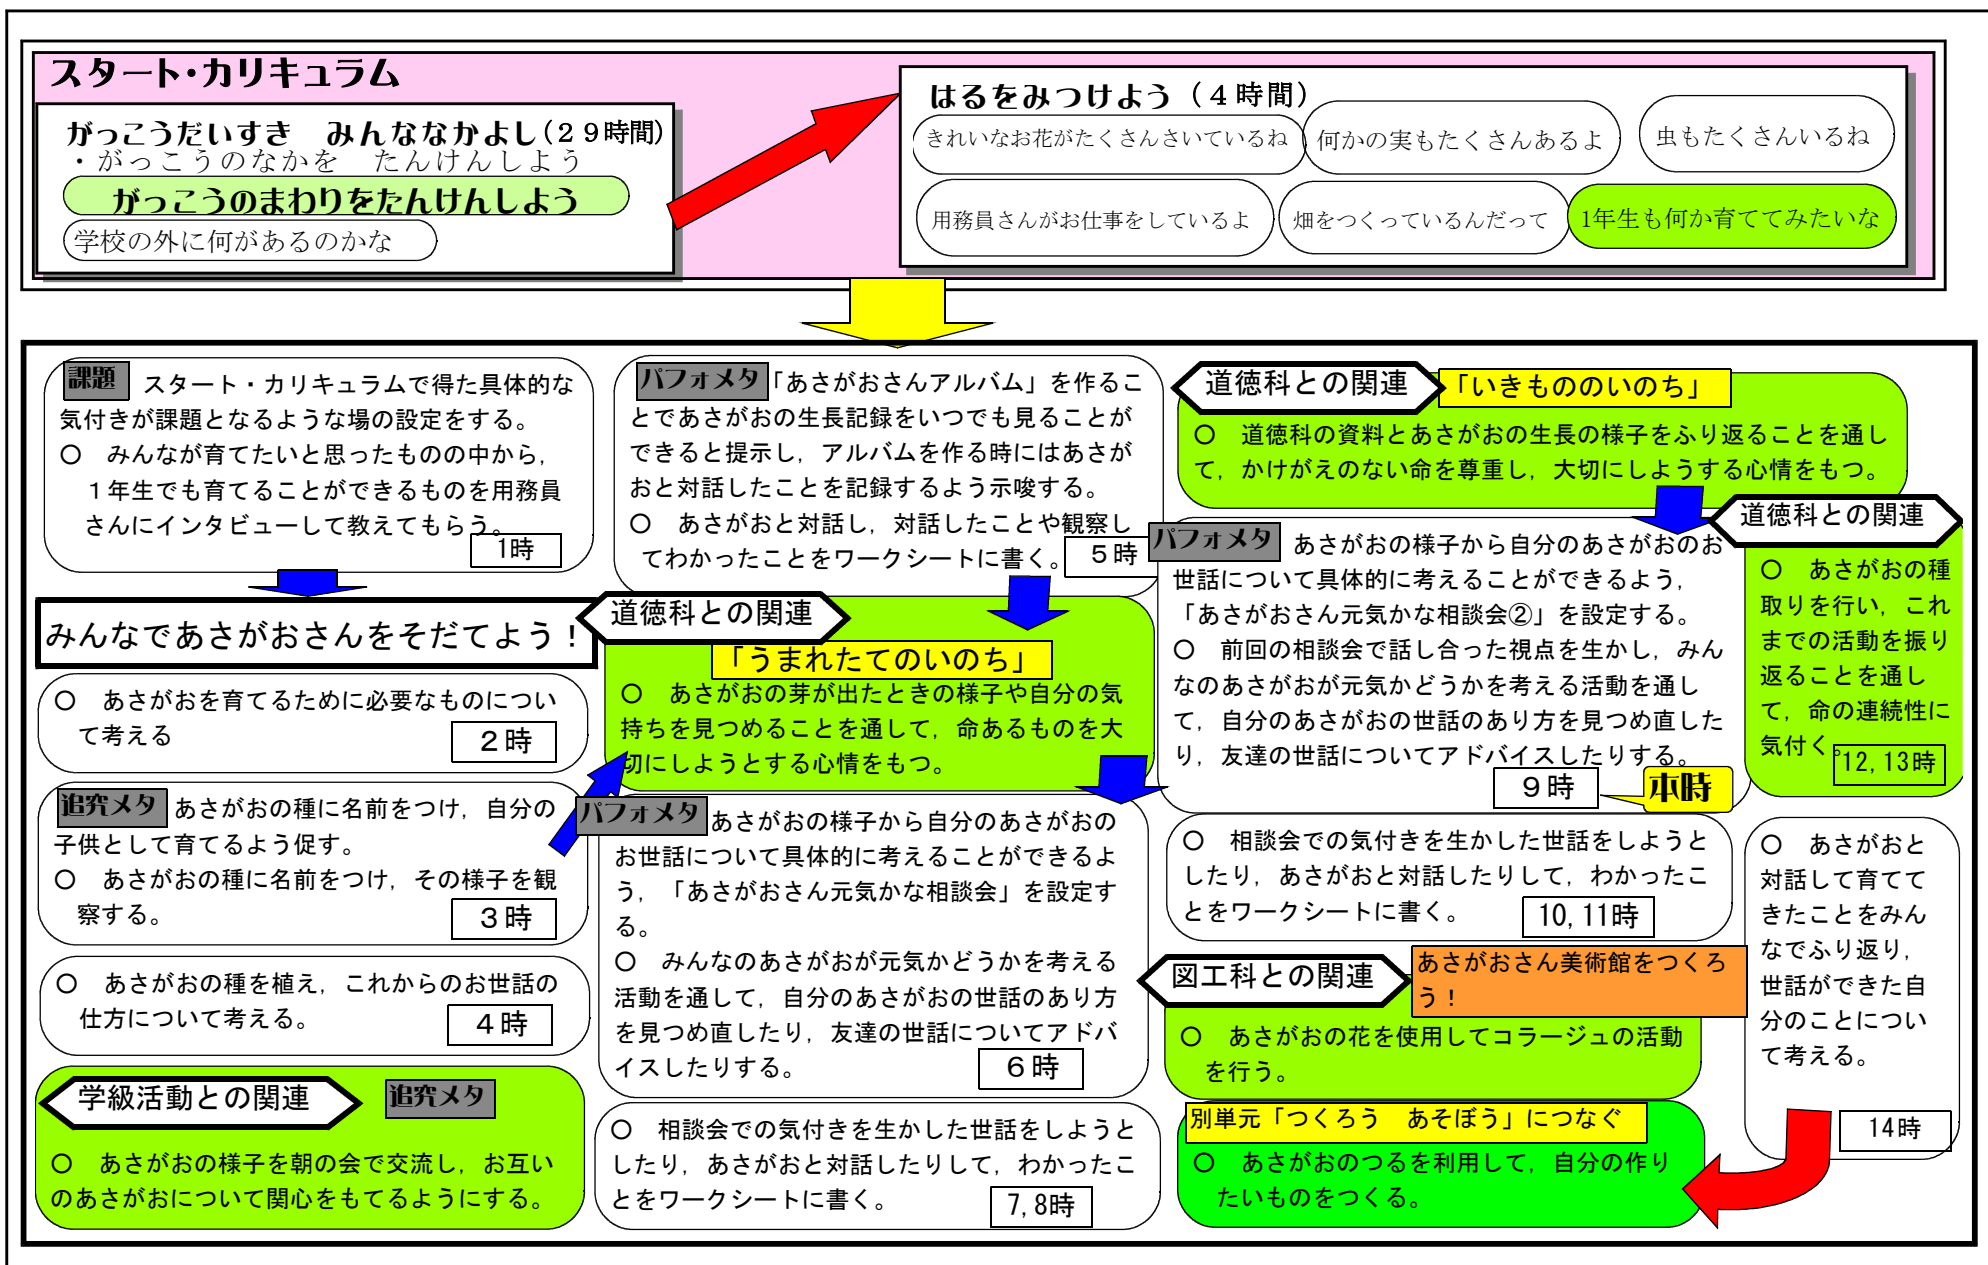 スタート・カリキュラム
がっこうだいすき　みんななかよし(２９時間)
・がっこうのなかを　たんけんしよう
がっこうのまわりをたんけんしよう
学校の外に何があるのかな
はるをみつけよう（４時間）
きれいなお花がたくさんさいているね
何かの実もたくさんあるよ
虫もたくさんいるね
用務員さんがお仕事をしているよ
畑をつくっているんだって
1年生も何か育ててみたいな
課題　スタート・カリキュラムで得た具体的な
気付きが課題となるような場の設定をする。
○　みんなが育てたいと思ったものの中から，
１年生でも育てることができるものを用務員
さんにインタビューして教えてもらう。
1時
みんなであさがおさんをそだてよう！
○　あさがおを育てるために必要なものについ
て考える
２時
追究メタ あさがおの種に名前をつけ，自分の
子供として育てるよう促す。
○　あさがおの種に名前をつけ，その様子を観
察する。
３時
○　あさがおの種を植え，これからのお世話の
仕方について考える。
４時
学級活動との関連
追究メタ
○　あさがおの様子を朝の会で交流し，お互い
のあさがおについて関心をもてるようにする。
パフォメタ「あさがおさんアルバム」を作るこ
とであさがおの生長記録をいつでも見ることが
できると提示し，アルバムを作る時にはあさが
おと対話したことを記録するよう示唆する。
○　あさがおと対話し，対話したことや観察し
てわかったことをワークシートに書く。
５時
道徳科との関連
「うまれたてのいのち」
○　あさがおの芽が出たときの様子や自分の気
持ちを見つめることを通して，命あるものを大
切にしようとする心情をもつ。
パフォメタ あさがおの様子から自分のあさがおの
お世話について具体的に考えることができるよ
う，「あさがおさん元気かな相談会」を設定す
る。
○　みんなのあさがおが元気かどうかを考える
活動を通して，自分のあさがおの世話のあり方
を見つめ直したり，友達の世話についてアドバ
イスしたりする。
６時
○　相談会での気付きを生かした世話をしようと
したり，あさがおと対話したりして，わかったこ
とをワークシートに書く。
7,8時
道徳科との関連
「いきもののいのち」
○　道徳科の資料とあさがおの生長の様子をふり返ることを通し
て，かけがえのない命を尊重し，大切にしようする心情をもつ。
パフォメタ　あさがおの様子から自分のあさがおのお
世話について具体的に考えることができるよう，
「あさがおさん元気かな相談会②」を設定する。
○　前回の相談会で話し合った視点を生かし，みん
なのあさがおが元気かどうかを考える活動を通し
て，自分のあさがおの世話のあり方を見つめ直した
り，友達の世話についてアドバイスしたりする。
９時
本時
○　相談会での気付きを生かした世話をしようと
したり，あさがおと対話したりして，わかったこ
とをワークシートに書く。
10,11時
図工科との関連
あさがおさん美術館をつくろ
う！
○　あさがおの花を使用してコラージュの活動
を行う。
別単元「つくろう　あそぼう」につなぐ
○　あさがおのつるを利用して，自分の作り
たいものをつくる。
道徳科との関連
○　あさがおの種
取りを行い，これ
までの活動を振り
返ることを通し
て，命の連続性に
気付く。
12,13時
○　あさがおと
対話して育てて
きたことをみん
なでふり返り，
世話ができた自
分のことについ
て考える。
14時